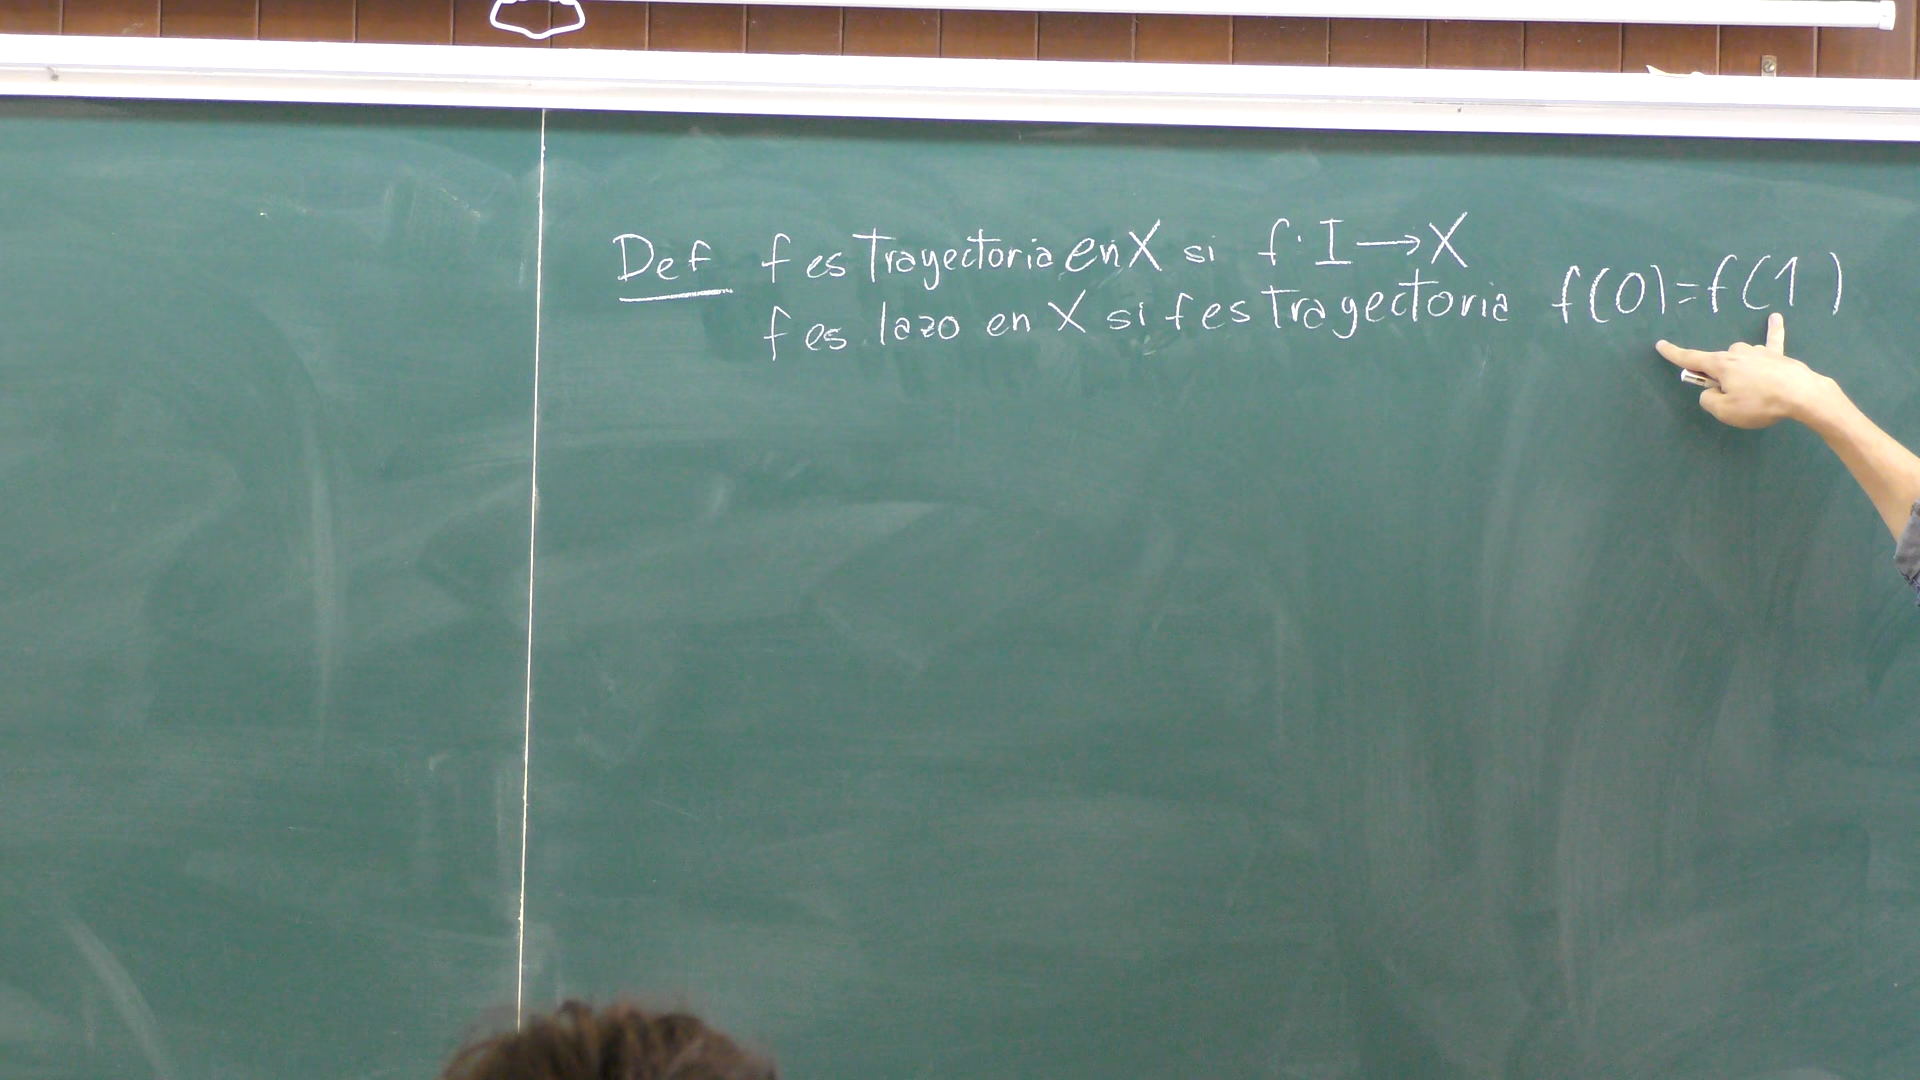 Def f es Trayectoria en X si f: I → X
f es lazo en X si f es Trayectoria f(0)=f(1)